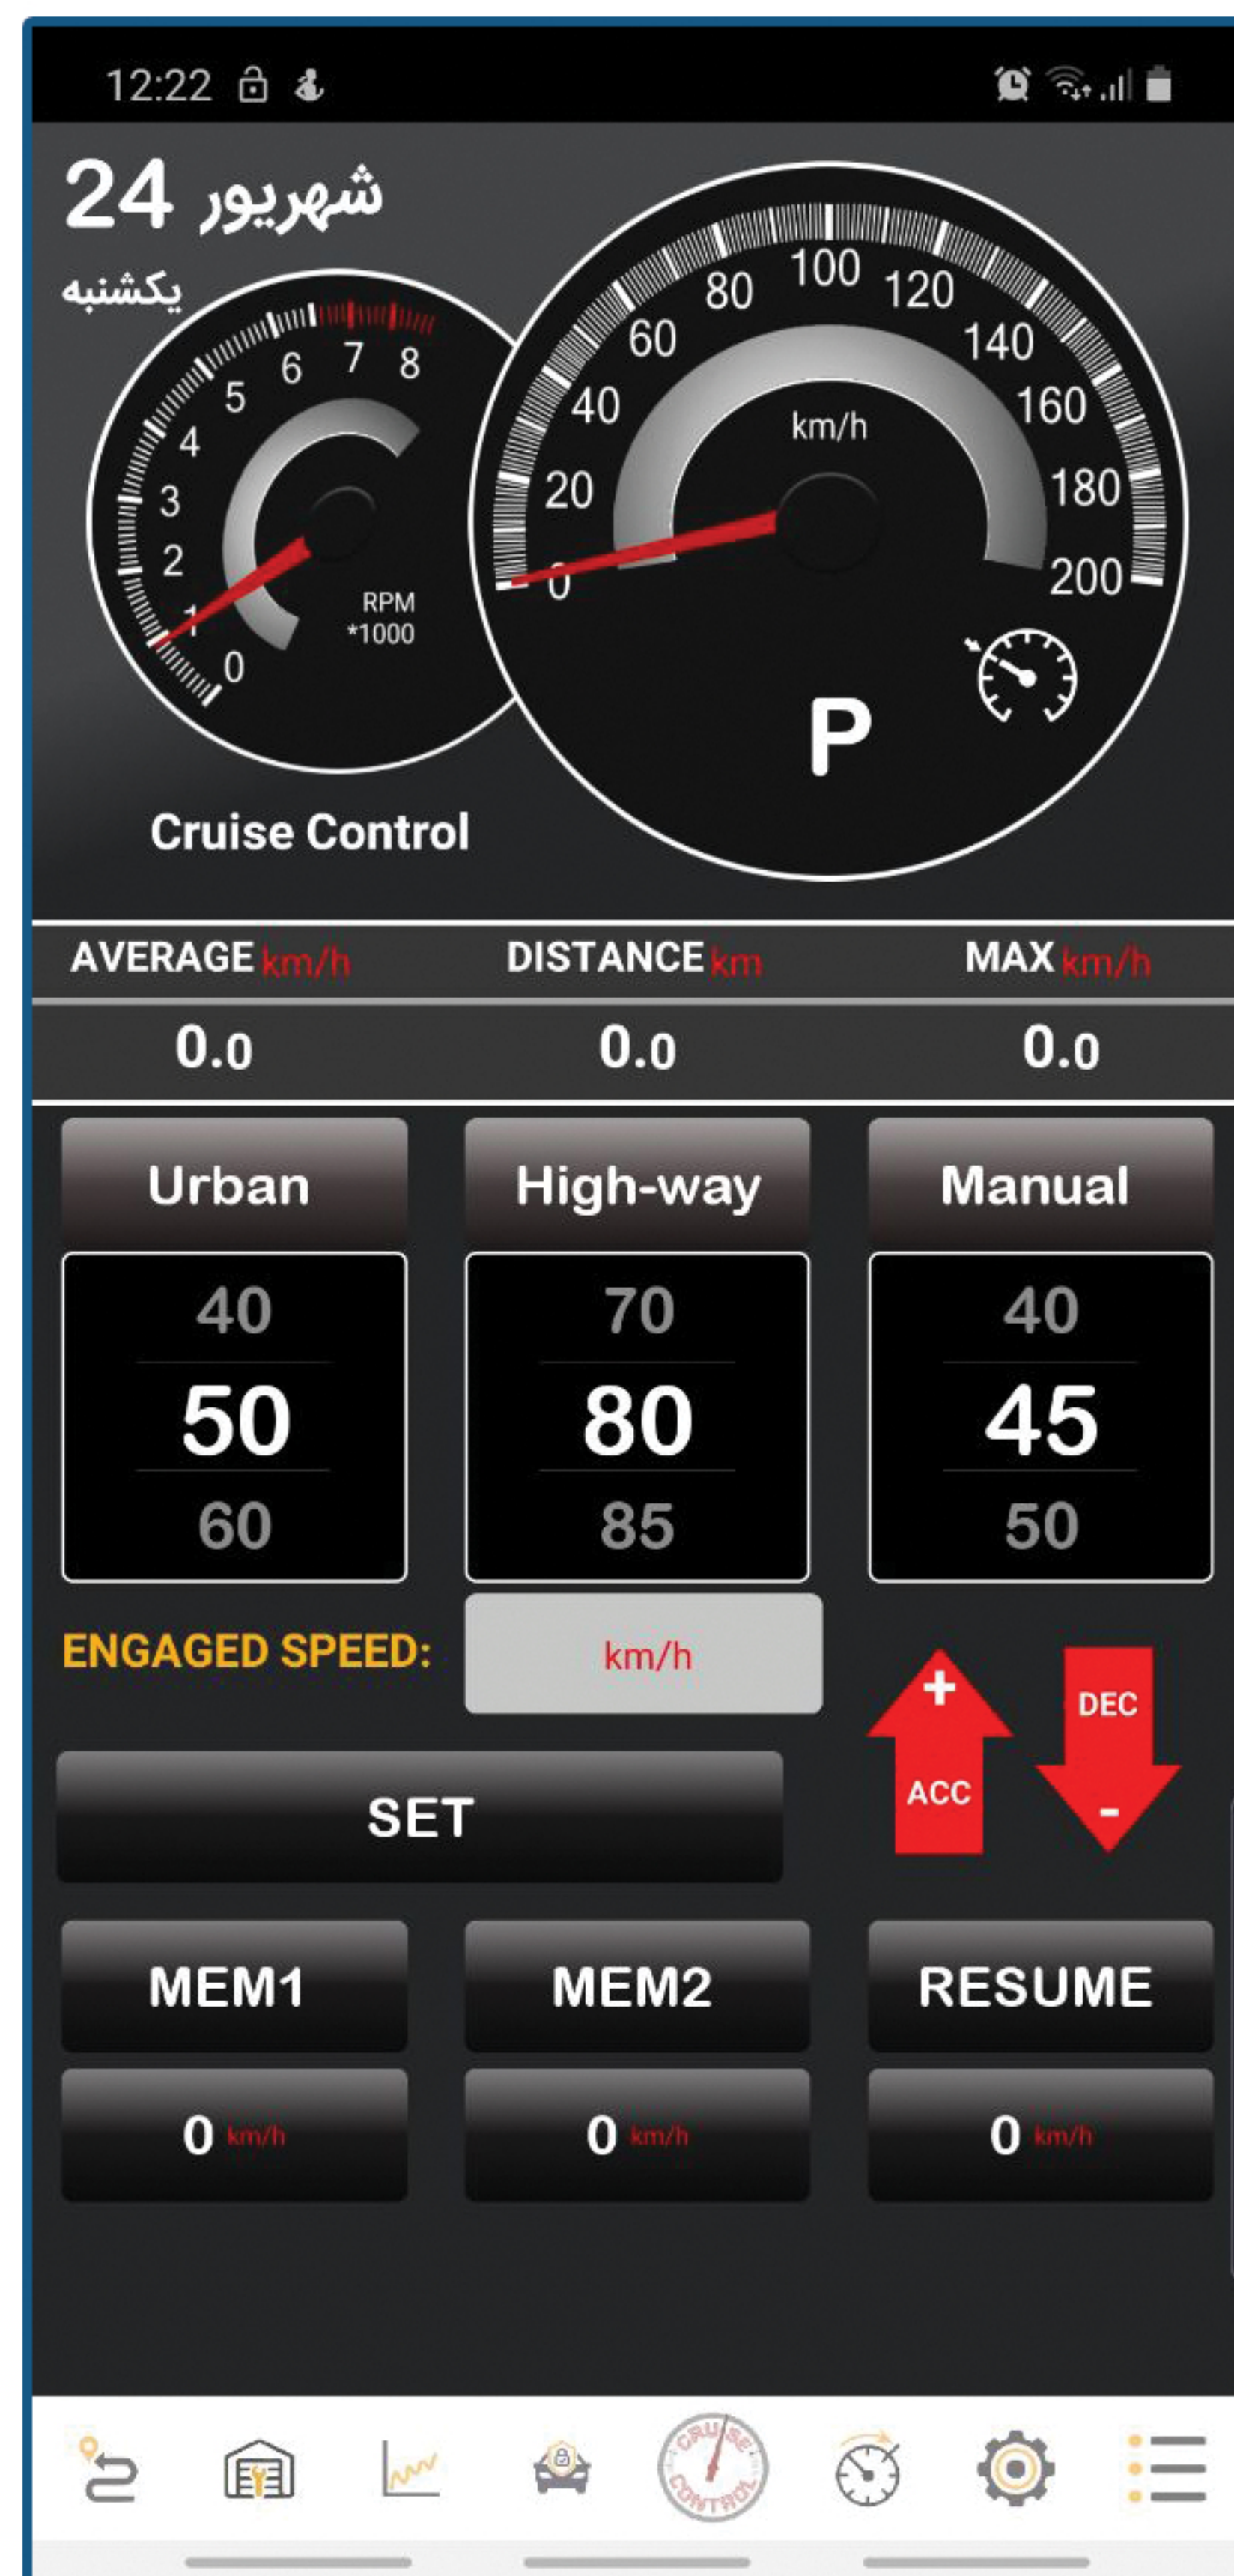 12:22
24 شهریور
یکشنبه
0 1 2 3 4 5 6 7 8
RPM
*1000
0 20 40 60 80 100 120 140 160 180 200
km/h
P
Cruise Control
AVERAGE km/h DISTANCE km MAX km/h
0.0 0.0 0.0
Urban High-way Manual
40 70 40
50 80 45
60 85 50
ENGAGED SPEED: km/h
+ ACC
DEC -
SET
MEM1 MEM2 RESUME
0 km/h 0 km/h 0 km/h
CRUISE
CONTROL